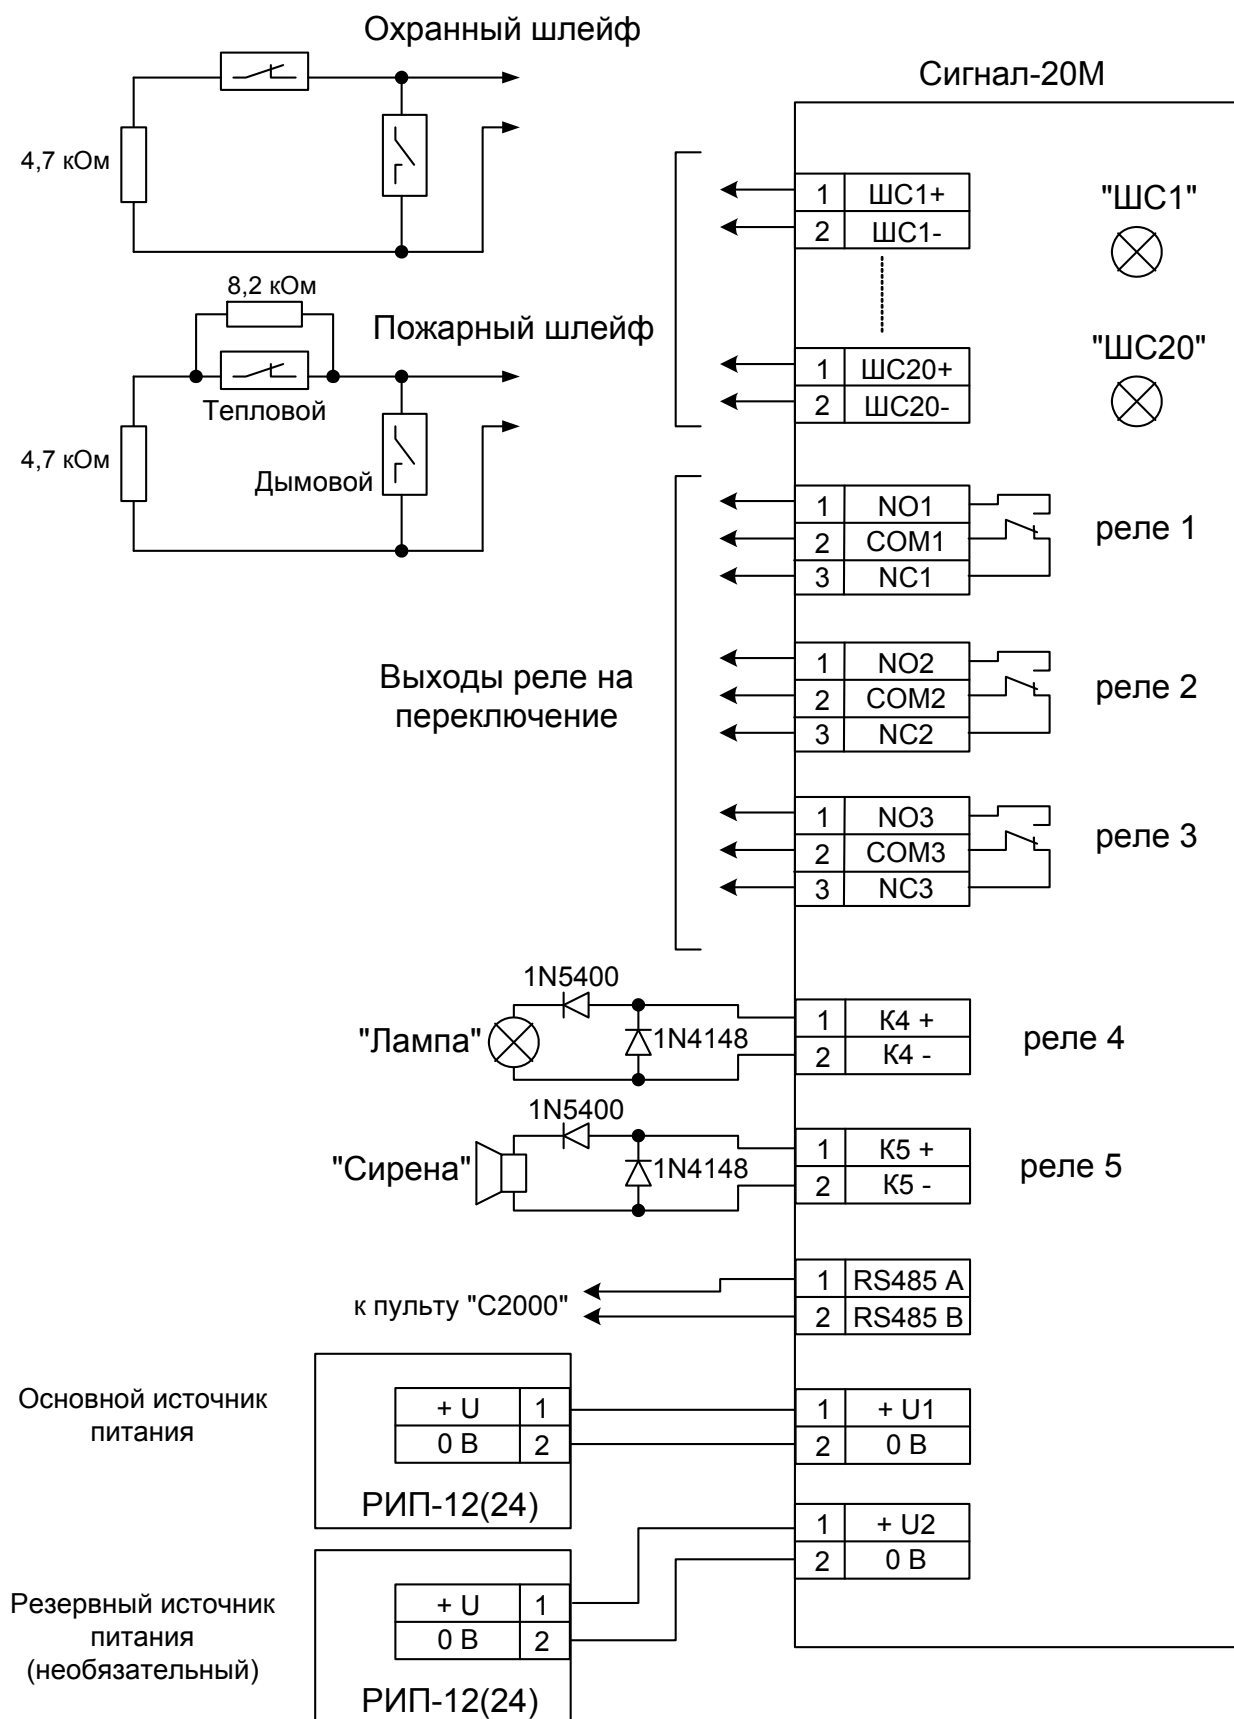 Охранный шлейф
4,7 кОм
8,2 кОм
Пожарный шлейф
Тепловой
4,7 кОм
Дымовой
Сигнал-20М
1 ШС1+
2 ШС1-
"ШС1"
1 ШС20+
2 ШС20-
"ШС20"
1 NO1
2 COM1
3 NC1
реле 1
Выходы реле на
переключение
1 NO2
2 COM2
3 NC2
реле 2
1 NO3
2 COM3
3 NC3
реле 3
1N5400
"Лампа"
1N4148
1 К4 +
2 К4 -
реле 4
1N5400
"Сирена"
1N4148
1 К5 +
2 К5 -
реле 5
к пульту "С2000"
1 RS485 A
2 RS485 B
Основной источник
питания
+ U 1
0 В 2
РИП-12(24)
1 + U1
2 0 В
1 + U2
2 0 В
Резервный источник
питания
(необязательный)
+ U 1
0 В 2
РИП-12(24)